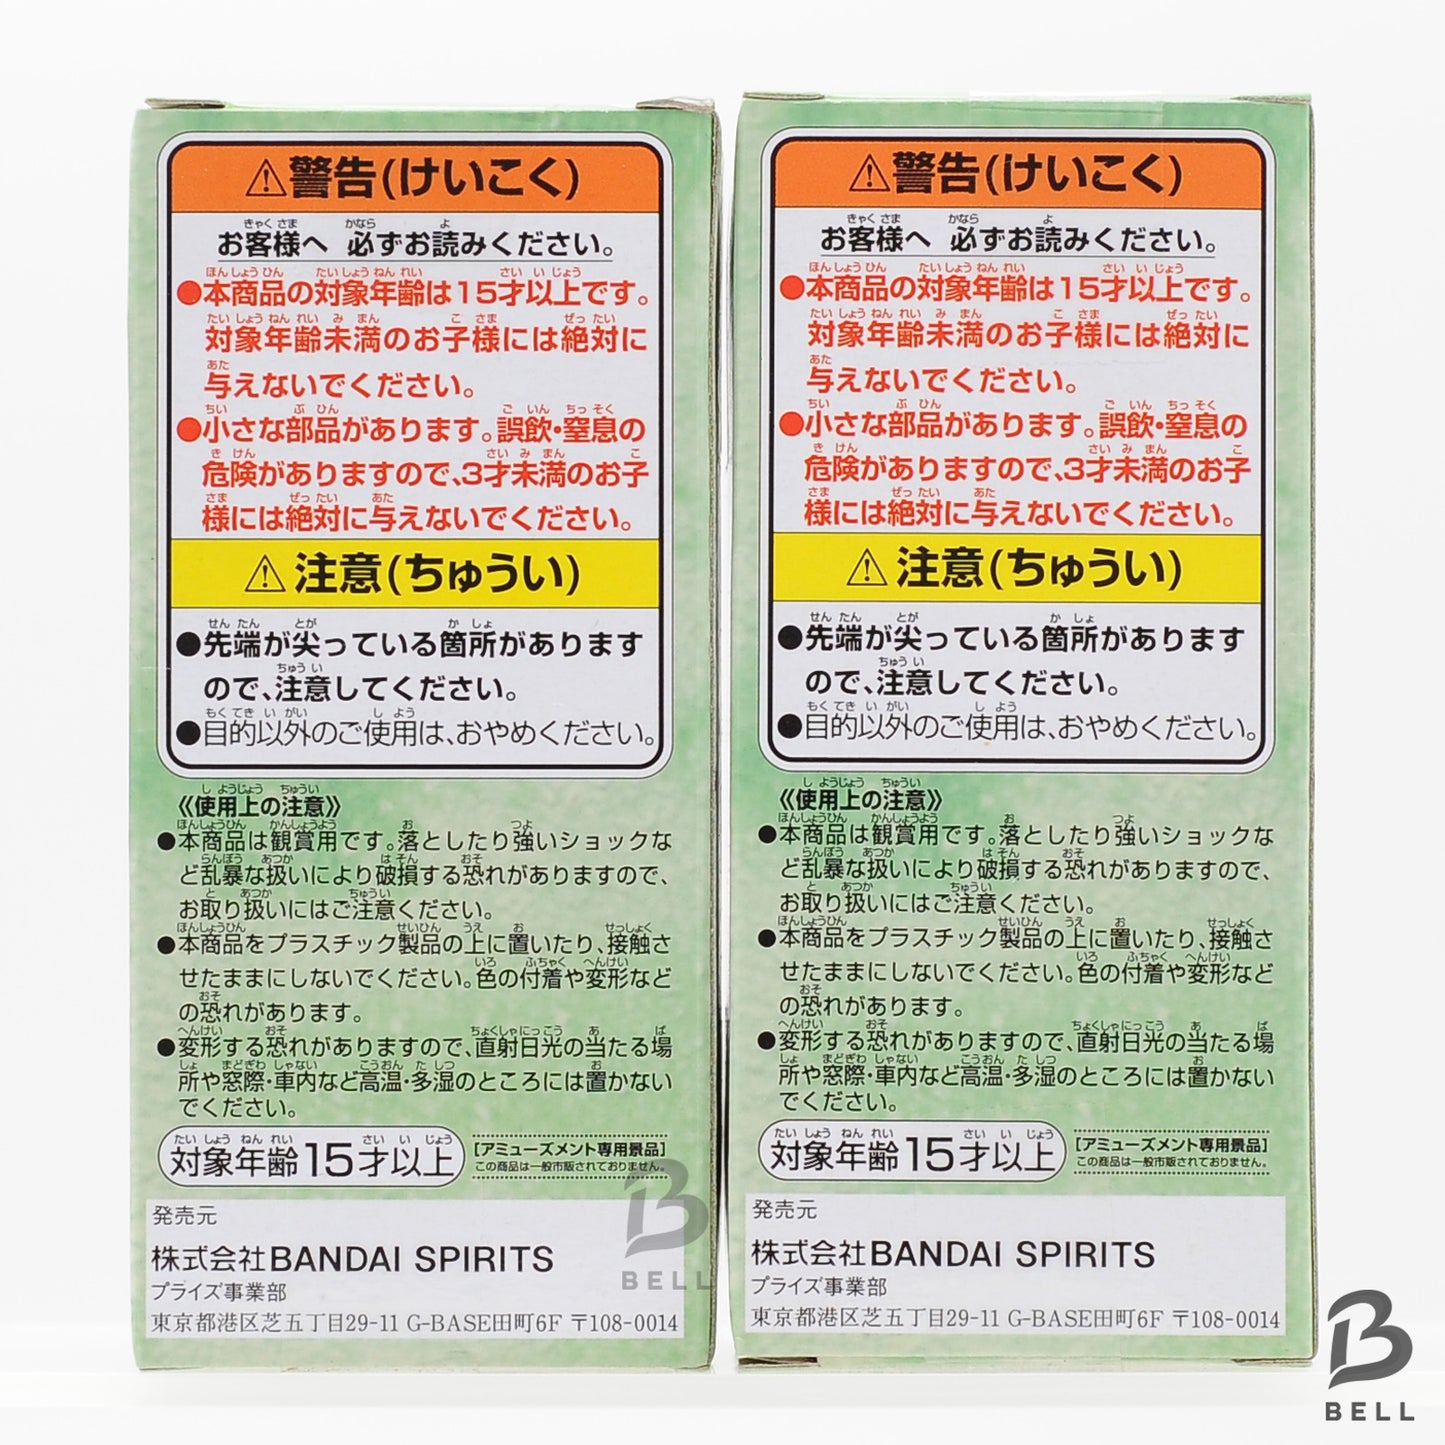 ⚠警告(けいこく)
お客様へ 必ずお読みください。
●本商品の対象年齢は15才以上です。
対象年齢未満のお子様には絶対に
与えないでください。
●小さな部品があります。誤飲・窒息の
危険がありますので、3才未満のお子
様には絶対に与えないでください。
⚠注意(ちゅうい)
●先端が尖っている箇所があります
ので、注意してください。
●目的以外のご使用は、おやめください。
《使用上の注意》
●本商品は観賞用です。落としたり強いショックな
ど乱暴な扱いにより破損する恐れがありますので、
お取り扱いにはご注意ください。
●本商品をプラスチック製品の上に置いたり、接触さ
せたままにしないでください。色の付着や変形など
の恐れがあります。
●変形する恐れがありますので、直射日光の当たる場
所や窓際・車内など高温・多湿のところには置かない
でください。
対象年齢15才以上
[アミューズメント専用景品]
この商品は一般市販されておりません。
発売元
株式会社BANDAI SPIRITS
プライズ事業部
東京都港区芝五丁目29-11 G-BASE田町6F 〒108-0014
BELL
⚠警告(けいこく)
お客様へ 必ずお読みください。
●本商品の対象年齢は15才以上です。
対象年齢未満のお子様には絶対に
与えないでください。
●小さな部品があります。誤飲・窒息の
危険がありますので、3才未満のお子
様には絶対に与えないでください。
⚠注意(ちゅうい)
●先端が尖っている箇所があります
ので、注意してください。
●目的以外のご使用は、おやめください。
《使用上の注意》
●本商品は観賞用です。落としたり強いショックな
ど乱暴な扱いにより破損する恐れがありますので、
お取り扱いにはご注意ください。
●本商品をプラスチック製品の上に置いたり、接触さ
せたままにしないでください。色の付着や変形など
の恐れがあります。
●変形する恐れがありますので、直射日光の当たる場
所や窓際・車内など高温・多湿のところには置かない
でください。
対象年齢15才以上
[アミューズメント専用景品]
この商品は一般市販されておりません。
発売元
株式会社BANDAI SPIRITS
プライズ事業部
東京都港区芝五丁目29-11 G-BASE田町6F 〒108-0014
BELL